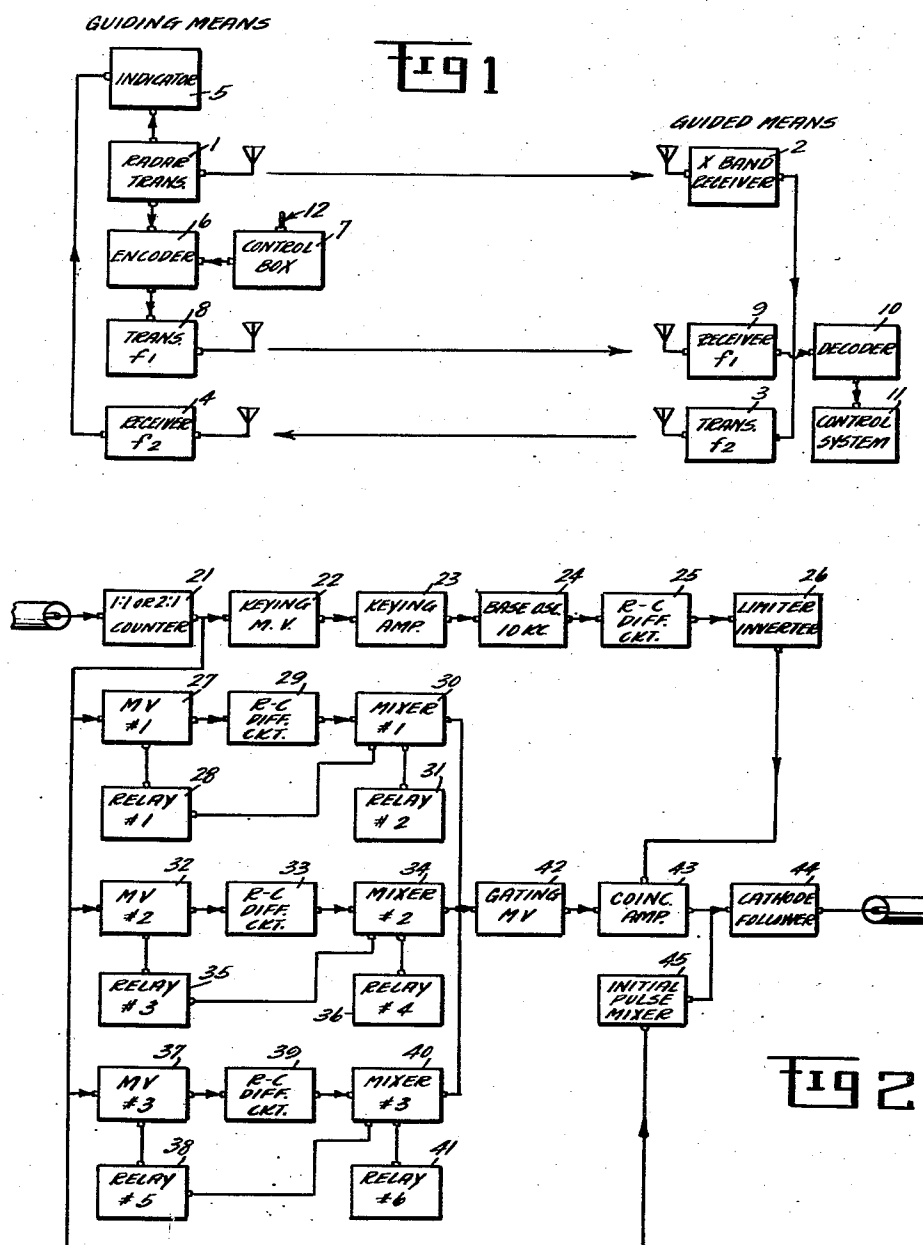 GUIDING MEANS
Fig 1
INDICATOR
5
GUIDED MEANS
1
RADAR
TRANS.
2
X BAND
RECEIVER
6
ENCODER
12
7
CONTROL
BOX
8
TRANS.
f1
9
RECEIVER
f1
10
DECODER
4
RECEIVER
f2
3
TRANS.
f2
11
CONTROL
SYSTEM
21
1:1 OR 2:1
COUNTER
22
KEYING
M.V.
23
KEYING
AMP.
24
BASE OSC.
10 KC.
25
R-C
DIFF.
CKT.
26
LIMITER
INVERTER
27
MV
#1
29
R-C
DIFF.
CKT.
30
MIXER
#1
28
RELAY
#1
31
RELAY
#2
32
MV
#2
33
R-C
DIFF.
CKT.
34
MIXER
#2
42
GATING
MV
43
COINC.
AMP.
44
CATHODE
FOLLOWER
35
RELAY
#3
36
RELAY
#4
45
INITIAL
PULSE
MIXER
37
MV
#3
39
R-C
DIFF.
CKT.
40
MIXER
#3
Fig 2
38
RELAY
#5
41
RELAY
#6